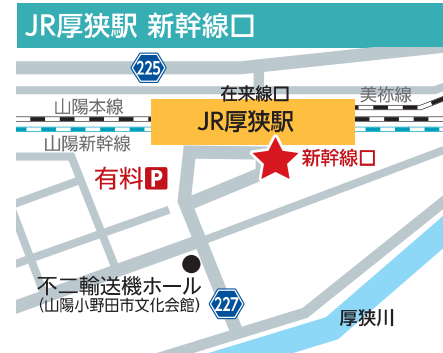 JR厚狭駅 新幹線口
225
在来線口
美祢線
山陽本線
JR厚狭駅
山陽新幹線
新幹線口
有料P
不二輸送機ホール
(山陽小野田市文化会館)
227
厚狭川